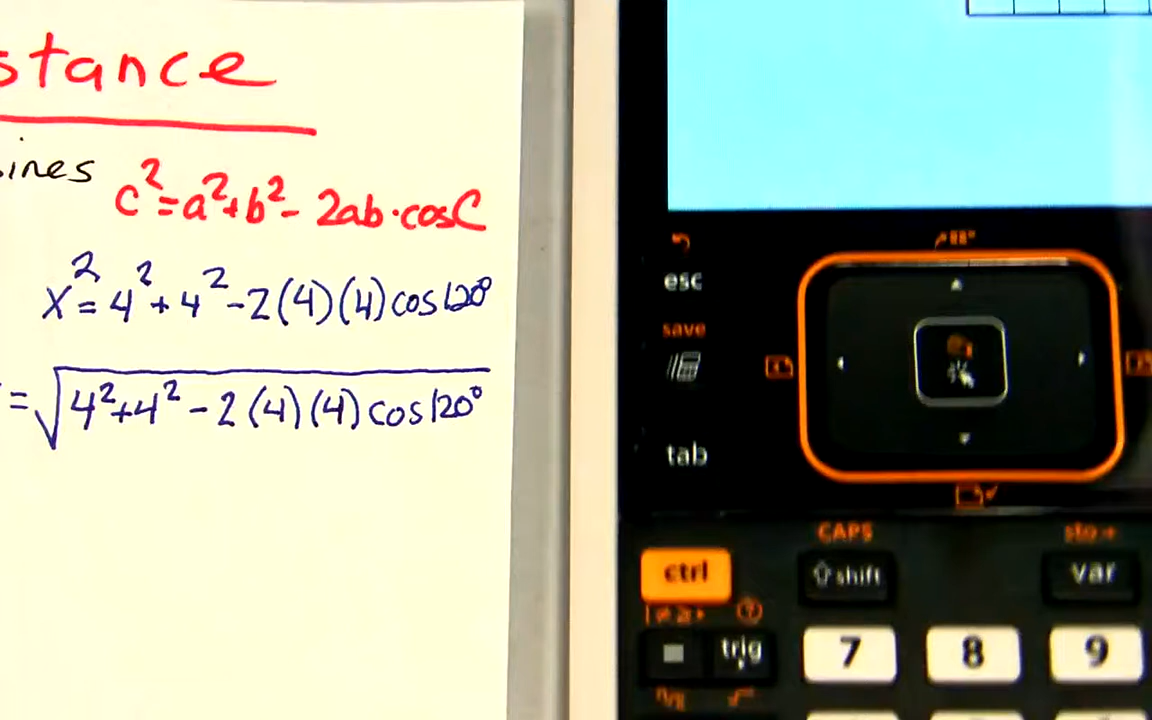 stance
ines c²=a²+b²- 2ab·cosC
x²=4²+4²-2(4)(4)cos120°
=√4²+4²-2(4)(4)cos120°
esc
save
tab
CAPS
sto→
ctrl
shift
var
trig
7
8
9